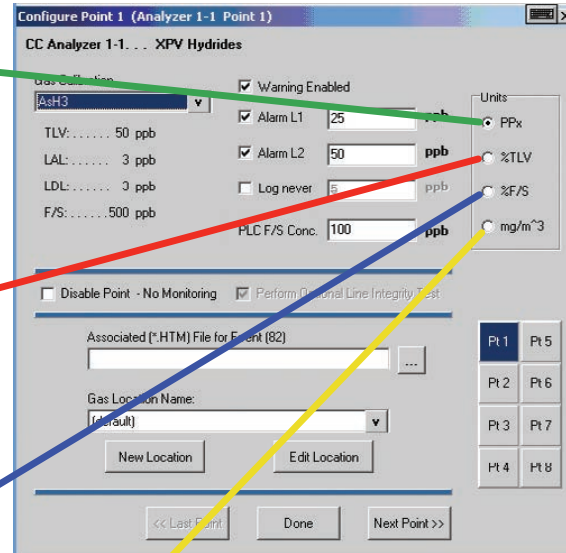 Configure Point 1 (Analyzer 1-1 Point 1)
CC Analyzer 1-1. . . XPV Hydrides
Gas Calibration
AsH3
TLV:. . . . . . 50 ppb
LAL:. . . . . . 3 ppb
LDL:. . . . . . 3 ppb
F/S:. . . . . .500 ppb
Warning Enabled
Alarm L1 25 ppb
Alarm L2 50 ppb
Log never 5 ppb
PLC F/S Conc. 100 ppb
Units
PPx
%TLV
%F/S
mg/m^3
Disable Point - No Monitoring
Perform Optional Line Integrity Test
Associated (*.HTM) File for Event (82)
...
Gas Location Name:
(default)
New Location
Edit Location
Pt 1 Pt 5
Pt 2 Pt 6
Pt 3 Pt 7
Pt 4 Pt 8
<< Last Point
Done
Next Point >>